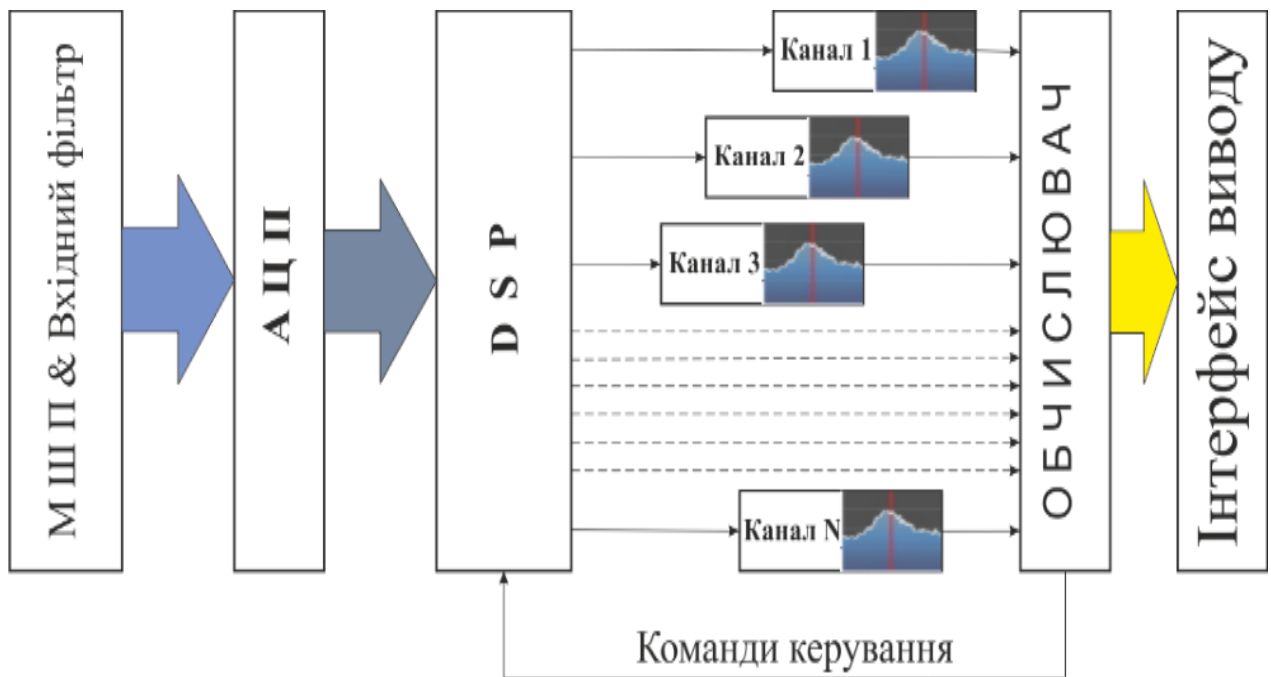 М Ш П & Вхідний фільтр
А Ц П
D S P
Канал 1
Канал 2
Канал 3
Канал N
О Б Ч И С Л Ю В А Ч
Інтерфейс виводу
Команди керування